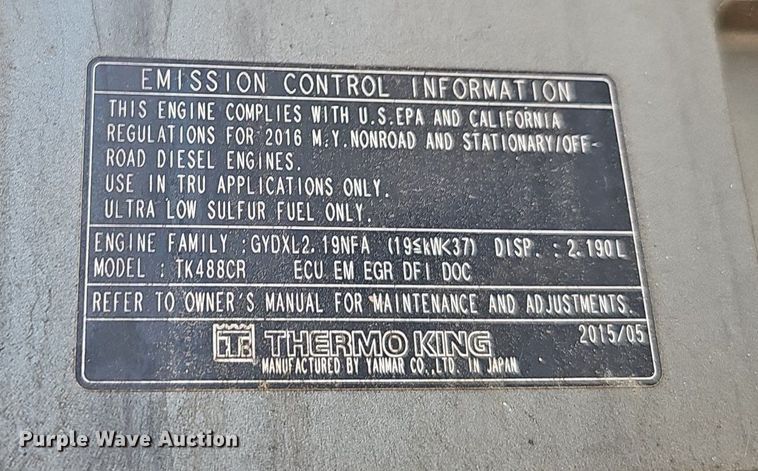 EMISSION CONTROL INFORMATION
THIS ENGINE COMPLIES WITH U.S.EPA AND CALIFORNIA
REGULATIONS FOR 2016 M.Y.NONROAD AND STATIONARY/OFF-
ROAD DIESEL ENGINES.
USE IN TRU APPLICATIONS ONLY.
ULTRA LOW SULFUR FUEL ONLY.
ENGINE FAMILY :GYDXL2.19NFA (19≤kW<37) DISP. : 2.190L
MODEL : TK488CR ECU EM EGR DFI DOC
REFER TO OWNER'S MANUAL FOR MAINTENANCE AND ADJUSTMENTS.
THERMO KING 2015/05
MANUFACTURED BY YANMAR CO.,LTD. IN JAPAN
Purple Wave Auction